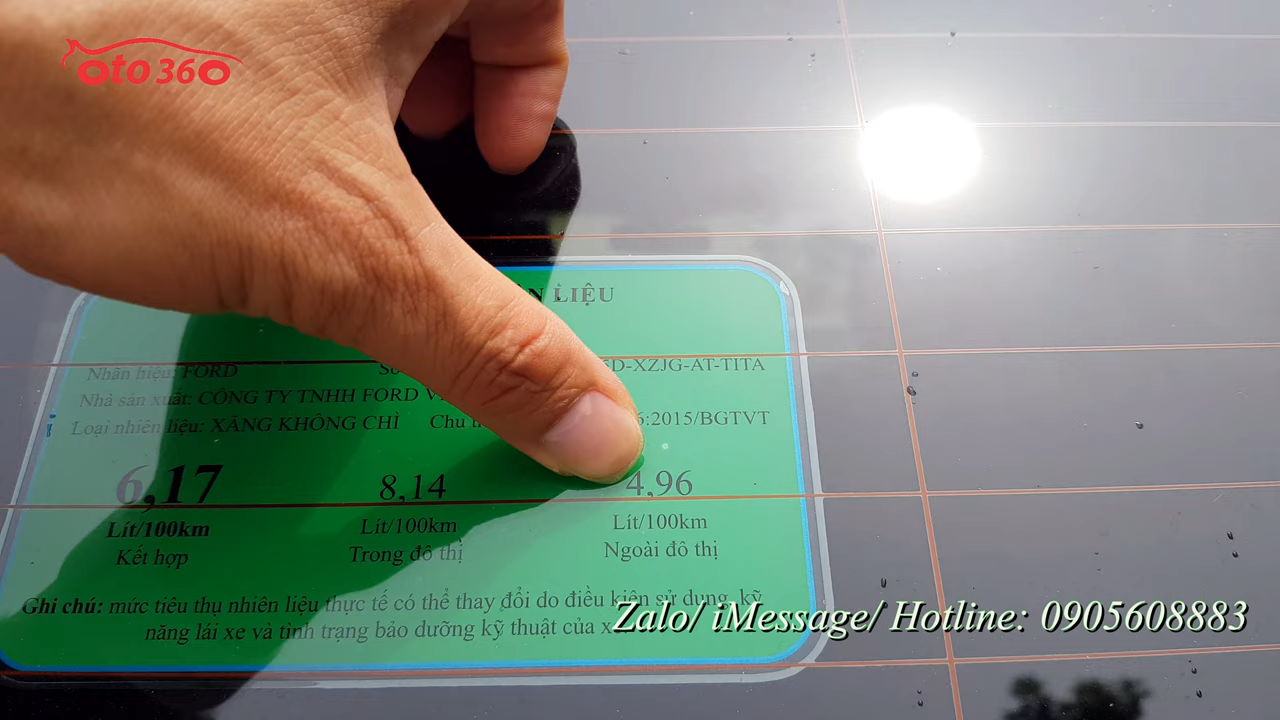 oto360
LIỆU
Nhãn hiệu: FORD
D-XZJG-AT-TITA
Nhà sản xuất: CÔNG TY TNHH FORD
Loại nhiên liệu: XĂNG KHÔNG CHÌ Chu
:2015/BGTVT
6,17 8,14 4,96
Lít/100km Lít/100km Lít/100km
Kết hợp Trong đô thị Ngoài đô thị
Ghi chú: mức tiêu thụ nhiên liệu thực tế có thể thay đổi do điều kiện sử dụng, kỹ
năng lái xe và tình trạng bảo dưỡng kỹ thuật của
Zalo/ iMessage/ Hotline: 0905608883